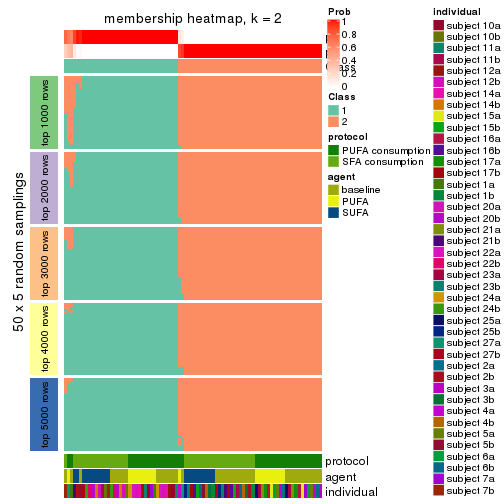 membership heatmap, k = 2
50 x 5 random samplings
top 1000 rows
top 2000 rows
top 3000 rows
top 4000 rows
top 5000 rows
protocol
agent
individual
Prob
1
0.8
0.6
0.4
0.2
0
Class
1
2
protocol
PUFA consumption
SFA consumption
agent
baseline
PUFA
SUFA
individual
subject 10a
subject 10b
subject 11a
subject 11b
subject 12a
subject 12b
subject 14a
subject 14b
subject 15a
subject 15b
subject 16a
subject 16b
subject 17a
subject 17b
subject 1a
subject 1b
subject 20a
subject 20b
subject 21a
subject 21b
subject 22a
subject 22b
subject 23a
subject 23b
subject 24a
subject 24b
subject 25a
subject 25b
subject 27a
subject 27b
subject 2a
subject 2b
subject 3a
subject 3b
subject 4a
subject 4b
subject 5a
subject 5b
subject 6a
subject 6b
subject 7a
subject 7b